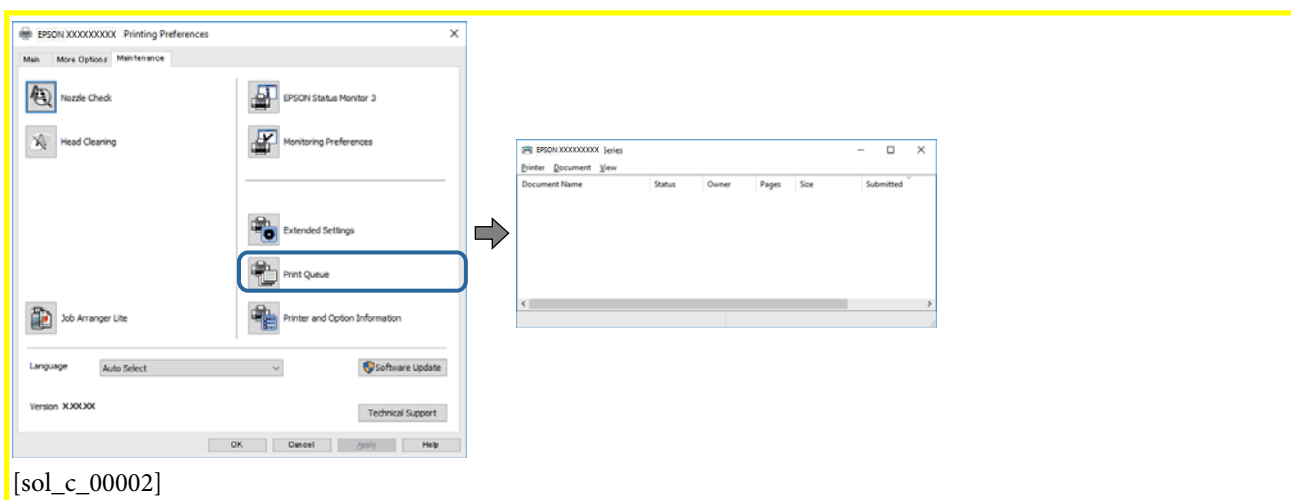 EPSON XXXXXXXXX Printing Preferences
Main More Options Maintenance
Nozzle Check
EPSON Status Monitor 3
Head Cleaning
Monitoring Preferences
Extended Settings
Print Queue
Job Arranger Lite
Printer and Option Information
Language Auto Select Software Update
Version X.XX.XX
Technical Support
OK Cancel Apply Help
EPSON XXXXXXXXX Series
Printer Document View
Document Name Status Owner Pages Size Submitted
[sol_c_00002]